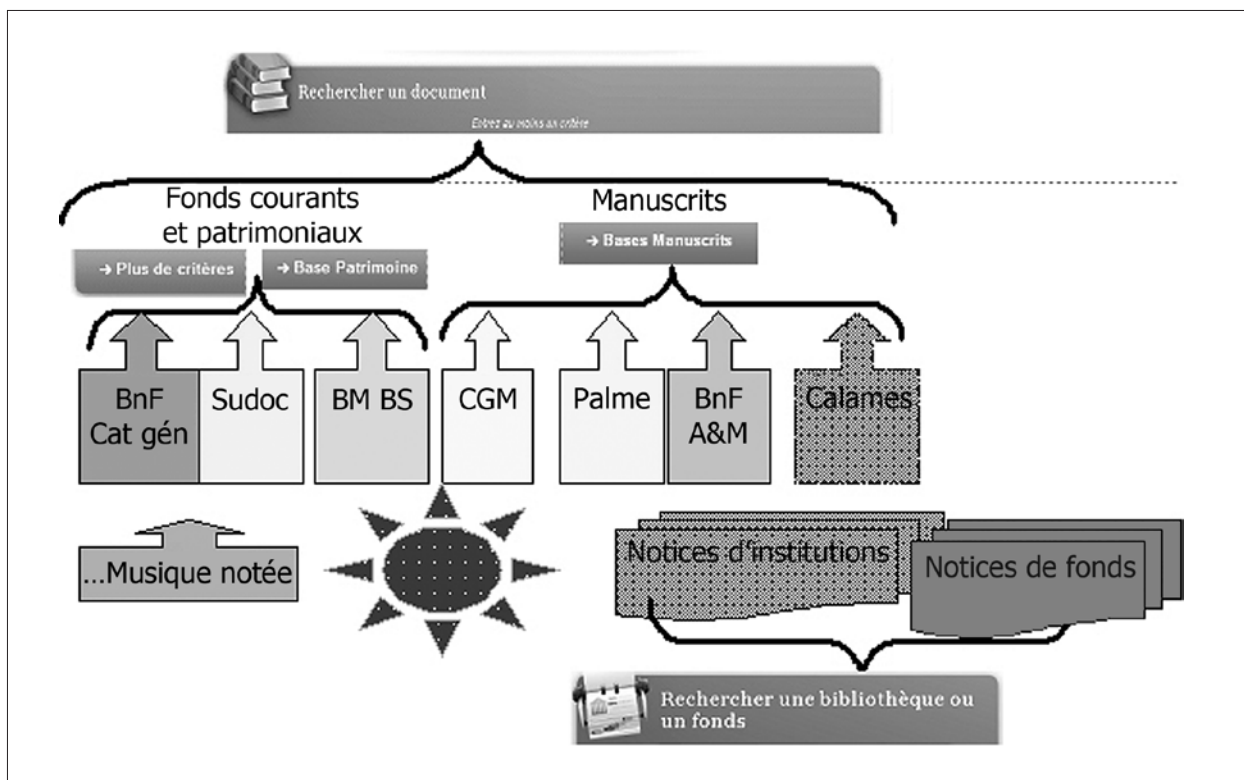 Rechercher un document
Entrez au moins un critère
Fonds courants
et patrimoniaux
Manuscrits
→ Plus de critères
→ Base Patrimoine
→ Bases Manuscrits
BnF
Cat gén
Sudoc
BM BS
CGM
Palme
BnF
A&M
Calames
...Musique notée
Notices d'institutions
Notices de fonds
Rechercher une bibliothèque ou
un fonds